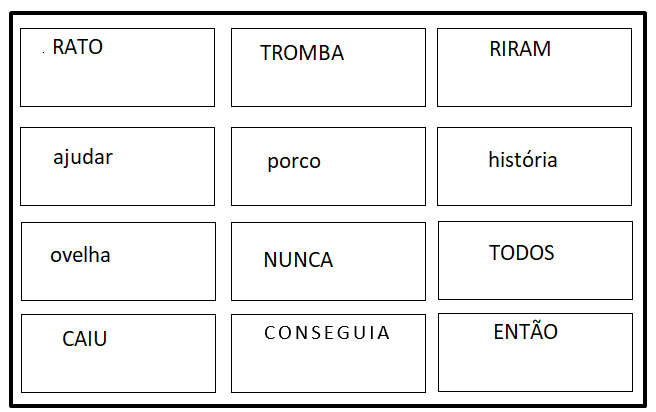 RATO
TROMBA
RIRAM
ajudar
porco
história
ovelha
NUNCA
TODOS
CAIU
CONSEGUIA
ENTÃO